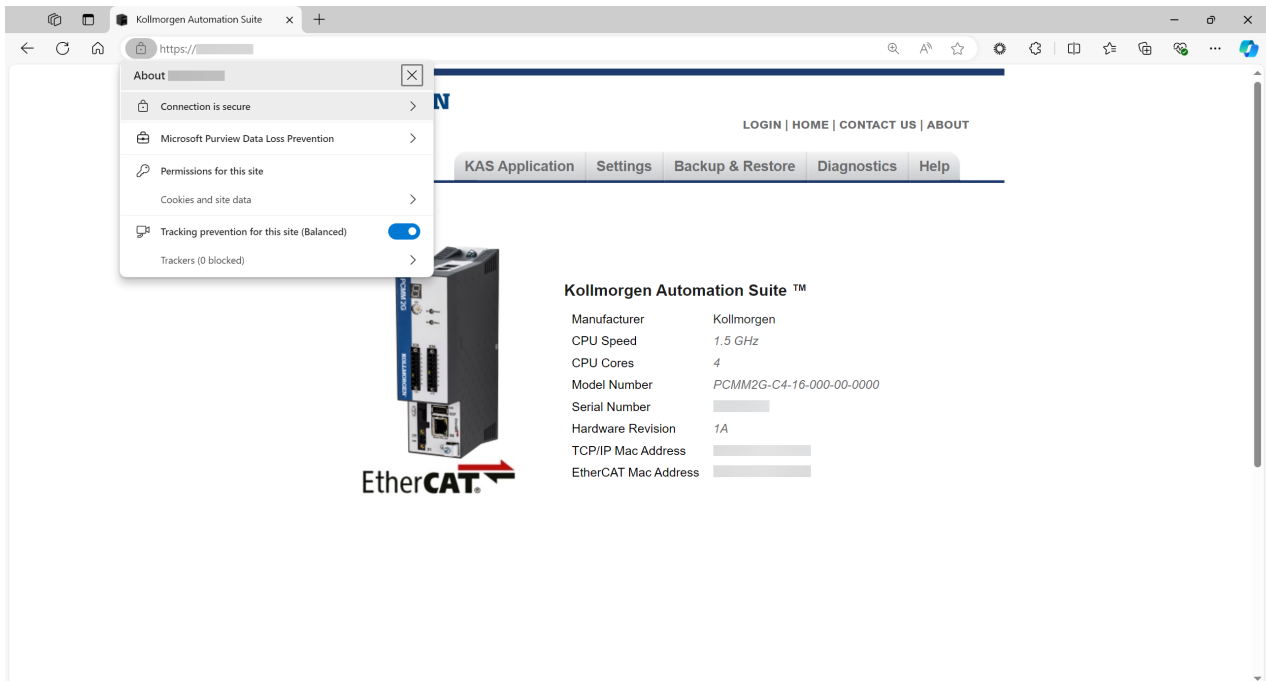 Kollmorgen Automation Suite
https://
About
Connection is secure
Microsoft Purview Data Loss Prevention
Permissions for this site
Cookies and site data
Tracking prevention for this site (Balanced)
Trackers (0 blocked)
N
LOGIN | HOME | CONTACT US | ABOUT
KAS Application Settings Backup & Restore Diagnostics Help
PCMM 2G
KOLLMORGEN
EtherCAT®
Kollmorgen Automation Suite ™
Manufacturer Kollmorgen
CPU Speed 1.5 GHz
CPU Cores 4
Model Number PCMM2G-C4-16-000-00-0000
Serial Number
Hardware Revision 1A
TCP/IP Mac Address
EtherCAT Mac Address